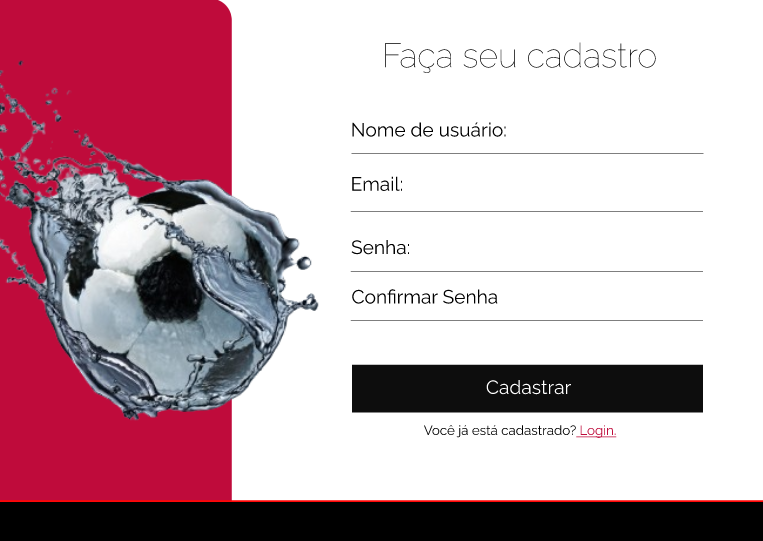 Faça seu cadastro
Nome de usuário:
Email:
Senha:
Confirmar Senha
Cadastrar
Você já está cadastrado? Login.